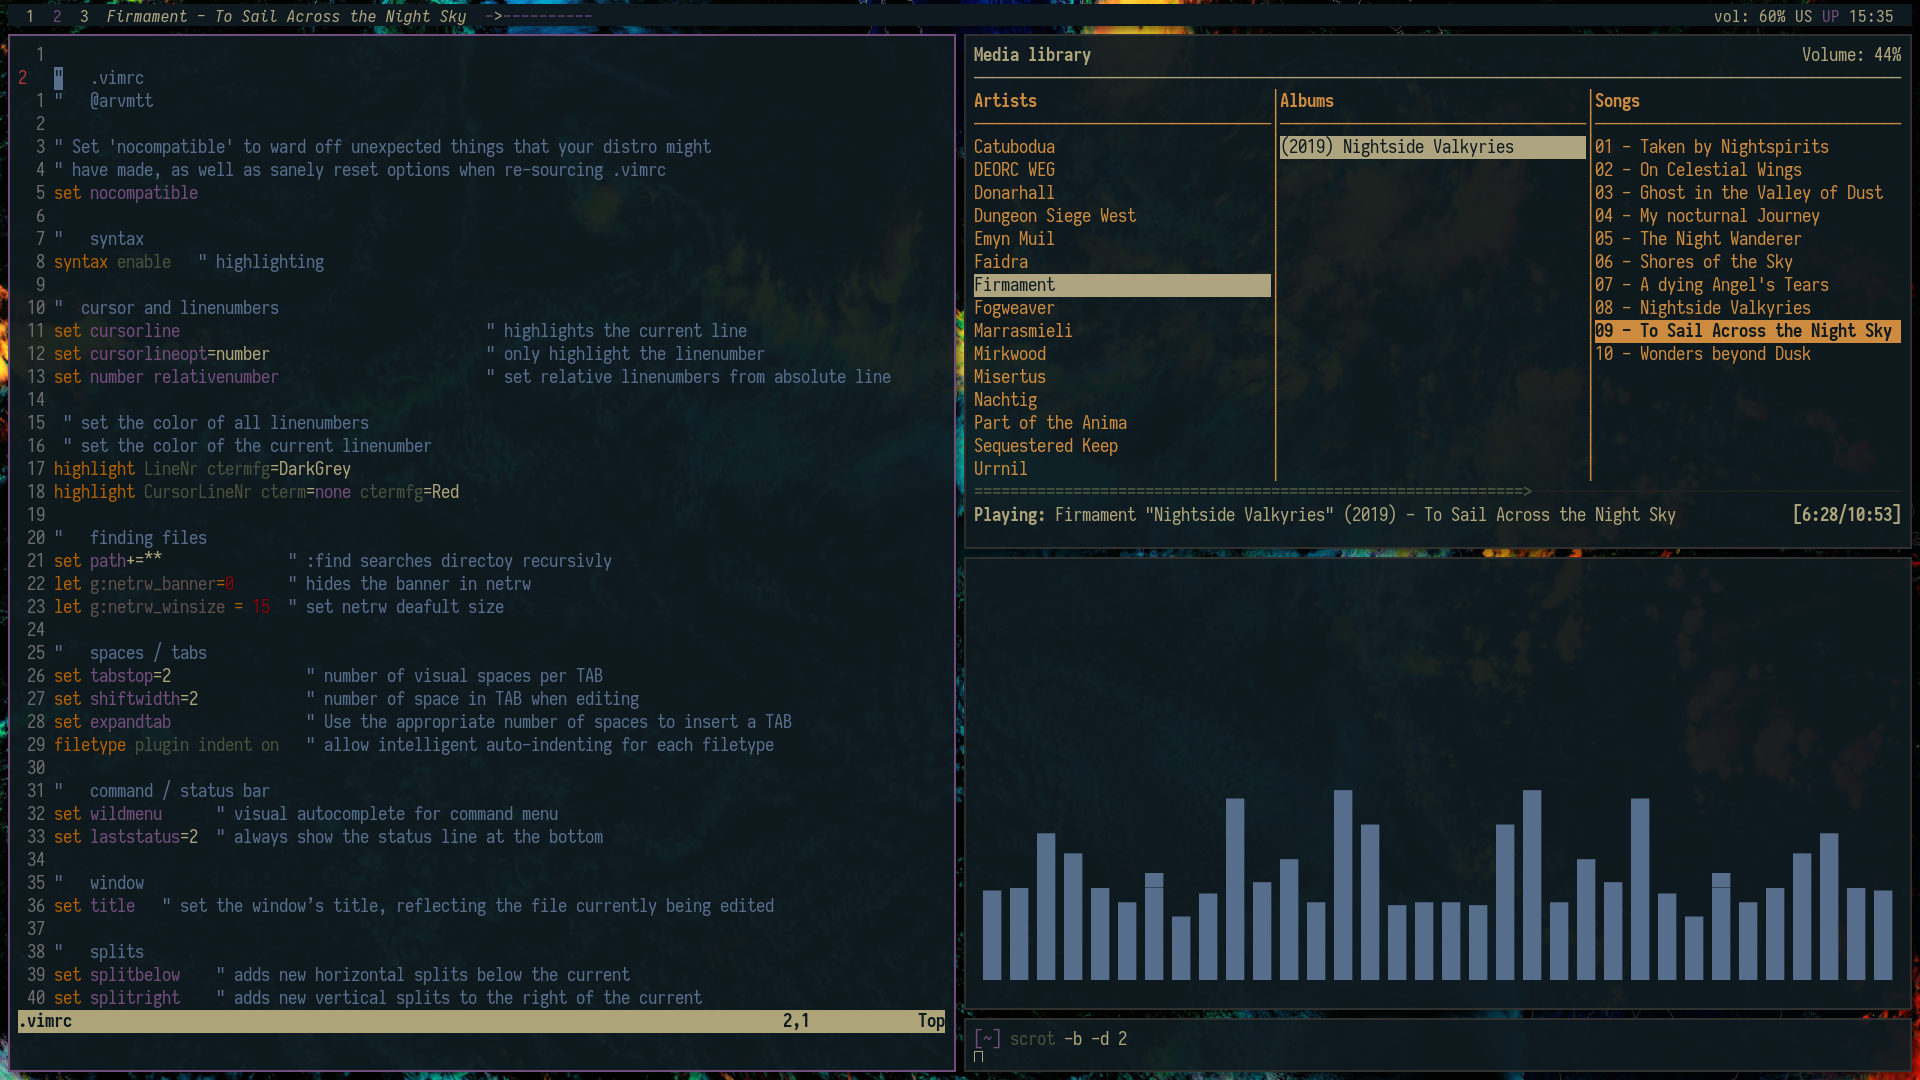 1 2 3 Firmament - To Sail Across the Night Sky ->----------
vol: 60% US UP 15:35
1
2 " .vimrc
1 " @arvmtt
2
3 " Set 'nocompatible' to ward off unexpected things that your distro might
4 " have made, as well as sanely reset options when re-sourcing .vimrc
5 set nocompatible
6
7 " syntax
8 syntax enable " highlighting
9
10 " cursor and linenumbers
11 set cursorline " highlights the current line
12 set cursorlineopt=number " only highlight the linenumber
13 set number relativenumber " set relative linenumbers from absolute line
14
15 " set the color of all linenumbers
16 " set the color of the current linenumber
17 highlight LineNr ctermfg=DarkGrey
18 highlight CursorLineNr cterm=none ctermfg=Red
19
20 " finding files
21 set path+=** " :find searches directoy recursivly
22 let g:netrw_banner=0 " hides the banner in netrw
23 let g:netrw_winsize = 15 " set netrw deafult size
24
25 " spaces / tabs
26 set tabstop=2 " number of visual spaces per TAB
27 set shiftwidth=2 " number of space in TAB when editing
28 set expandtab " Use the appropriate number of spaces to insert a TAB
29 filetype plugin indent on " allow intelligent auto-indenting for each filetype
30
31 " command / status bar
32 set wildmenu " visual autocomplete for command menu
33 set laststatus=2 " always show the status line at the bottom
34
35 " window
36 set title " set the window's title, reflecting the file currently being edited
37
38 " splits
39 set splitbelow " adds new horizontal splits below the current
40 set splitright " adds new vertical splits to the right of the current
.vimrc 2,1 Top
Media library Volume: 44%
Artists
Catubodua
DEORC WEG
Donarhall
Dungeon Siege West
Emyn Muil
Faidra
Firmament
Fogweaver
Marrasmieli
Mirkwood
Misertus
Nachtig
Part of the Anima
Sequestered Keep
Urrnil
Albums
(2019) Nightside Valkyries
Songs
01 - Taken by Nightspirits
02 - On Celestial Wings
03 - Ghost in the Valley of Dust
04 - My nocturnal Journey
05 - The Night Wanderer
06 - Shores of the Sky
07 - A dying Angel's Tears
08 - Nightside Valkyries
09 - To Sail Across the Night Sky
10 - Wonders beyond Dusk
=============================================================>
Playing: Firmament "Nightside Valkyries" (2019) - To Sail Across the Night Sky [6:28/10:53]
[~] scrot -b -d 2